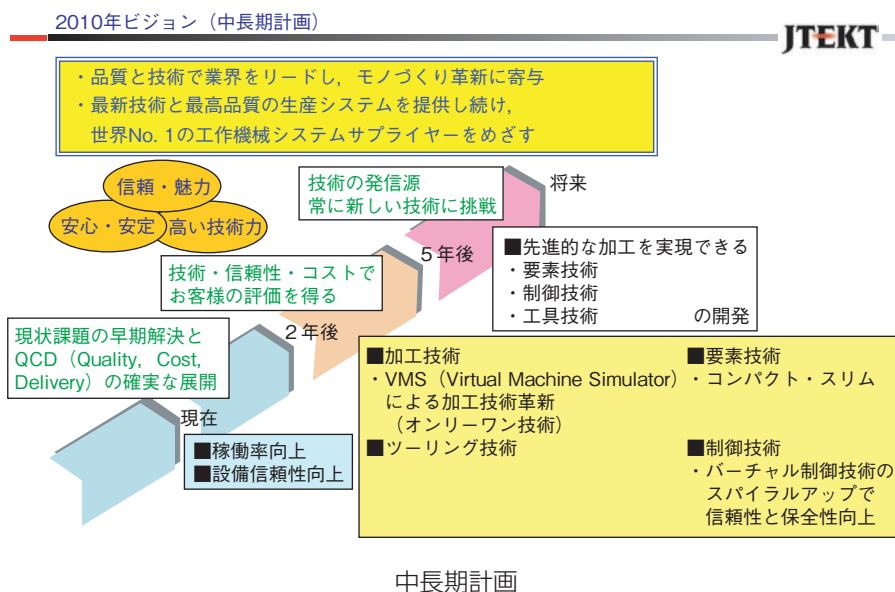 2010年ビジョン（中長期計画）
JTEKT
・品質と技術で業界をリードし，モノづくり革新に寄与
・最新技術と最高品質の生産システムを提供し続け，
世界No. 1の工作機械システムサプライヤーをめざす
信頼・魅力
安心・安定
高い技術力
技術の発信源
常に新しい技術に挑戦
将来
5年後
■先進的な加工を実現できる
・要素技術
・制御技術
・工具技術 の開発
技術・信頼性・コストで
お客様の評価を得る
2年後
現状課題の早期解決と
QCD（Quality，Cost，
Delivery）の確実な展開
現在
■稼働率向上
■設備信頼性向上
■加工技術
・VMS（Virtual Machine Simulator）
による加工技術革新
（オンリーワン技術）
■ツーリング技術
■要素技術
・コンパクト・スリム
■制御技術
・バーチャル制御技術の
スパイラルアップで
信頼性と保全性向上
中長期計画